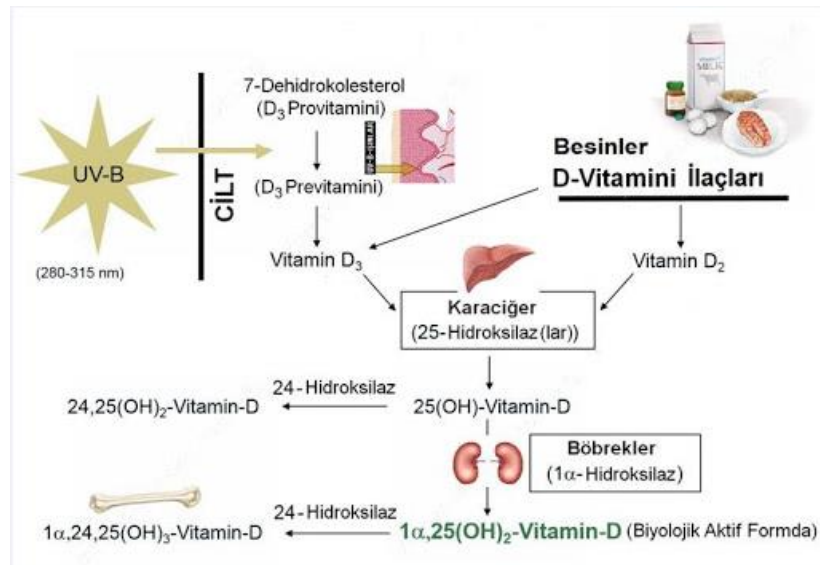 7-Dehidrokolesterol
(D₃ Provitamini)
UV-B
CİLT
(D₃ Previtamini)
Vitamin D₃
(280-315 nm)
MILK
Besinler
D-Vitamini İlaçları
Vitamin D₂
Karaciğer
(25-Hidroksilaz(lar))
24-Hidroksilaz
24,25(OH)₂-Vitamin-D
25(OH)-Vitamin-D
Böbrekler
(1α-Hidroksilaz)
24-Hidroksilaz
1α,24,25(OH)₃-Vitamin-D
1α,25(OH)₂-Vitamin-D (Biyolojik Aktif Formda)